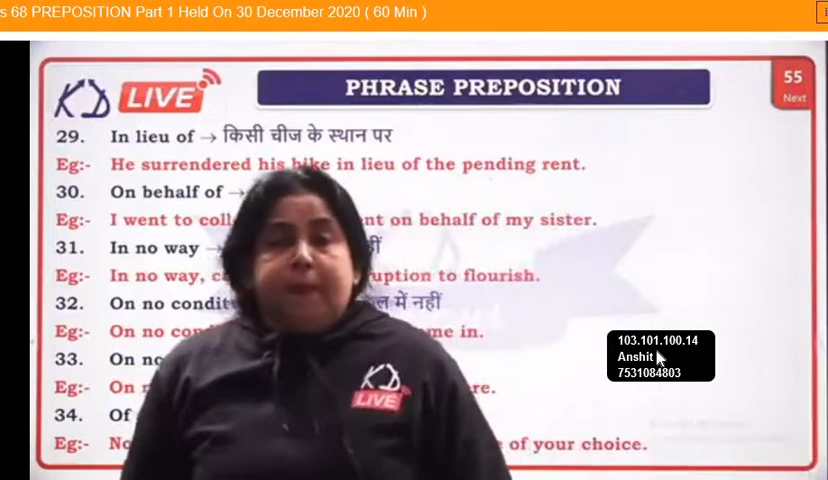 s 68 PREPOSITION Part 1 Held On 30 December 2020 ( 60 Min )
KD LIVE
PHRASE PREPOSITION
55
Next
29. In lieu of → किसी चीज के स्थान पर
Eg:- He surrendered his bike in lieu of the pending rent.
30. On behalf of →
Eg:- I went to coll nt on behalf of my sister.
31. In no way → हीं
Eg:- In no way, c uption to flourish.
32. On no condit ल में नहीं
Eg:- On no con me in.
33. On no
Eg:- On re.
34. Of
Eg:- No of your choice.
103.101.100.14
Anshit
7531084803
KD
LIVE